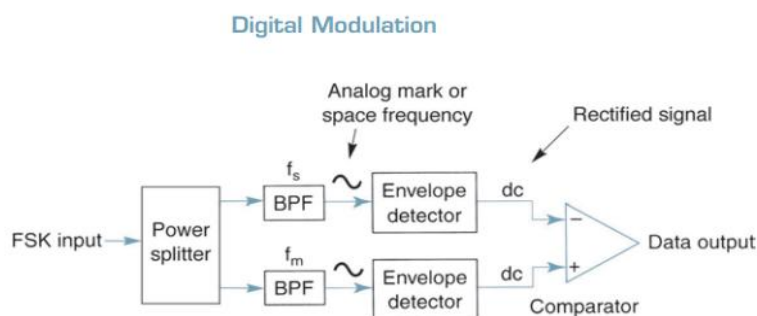 Digital Modulation
Analog mark or
space frequency
Rectified signal
fs
BPF
Envelope
detector
dc
−
FSK input
Power
splitter
Data output
fm
BPF
Envelope
detector
dc
+
Comparator